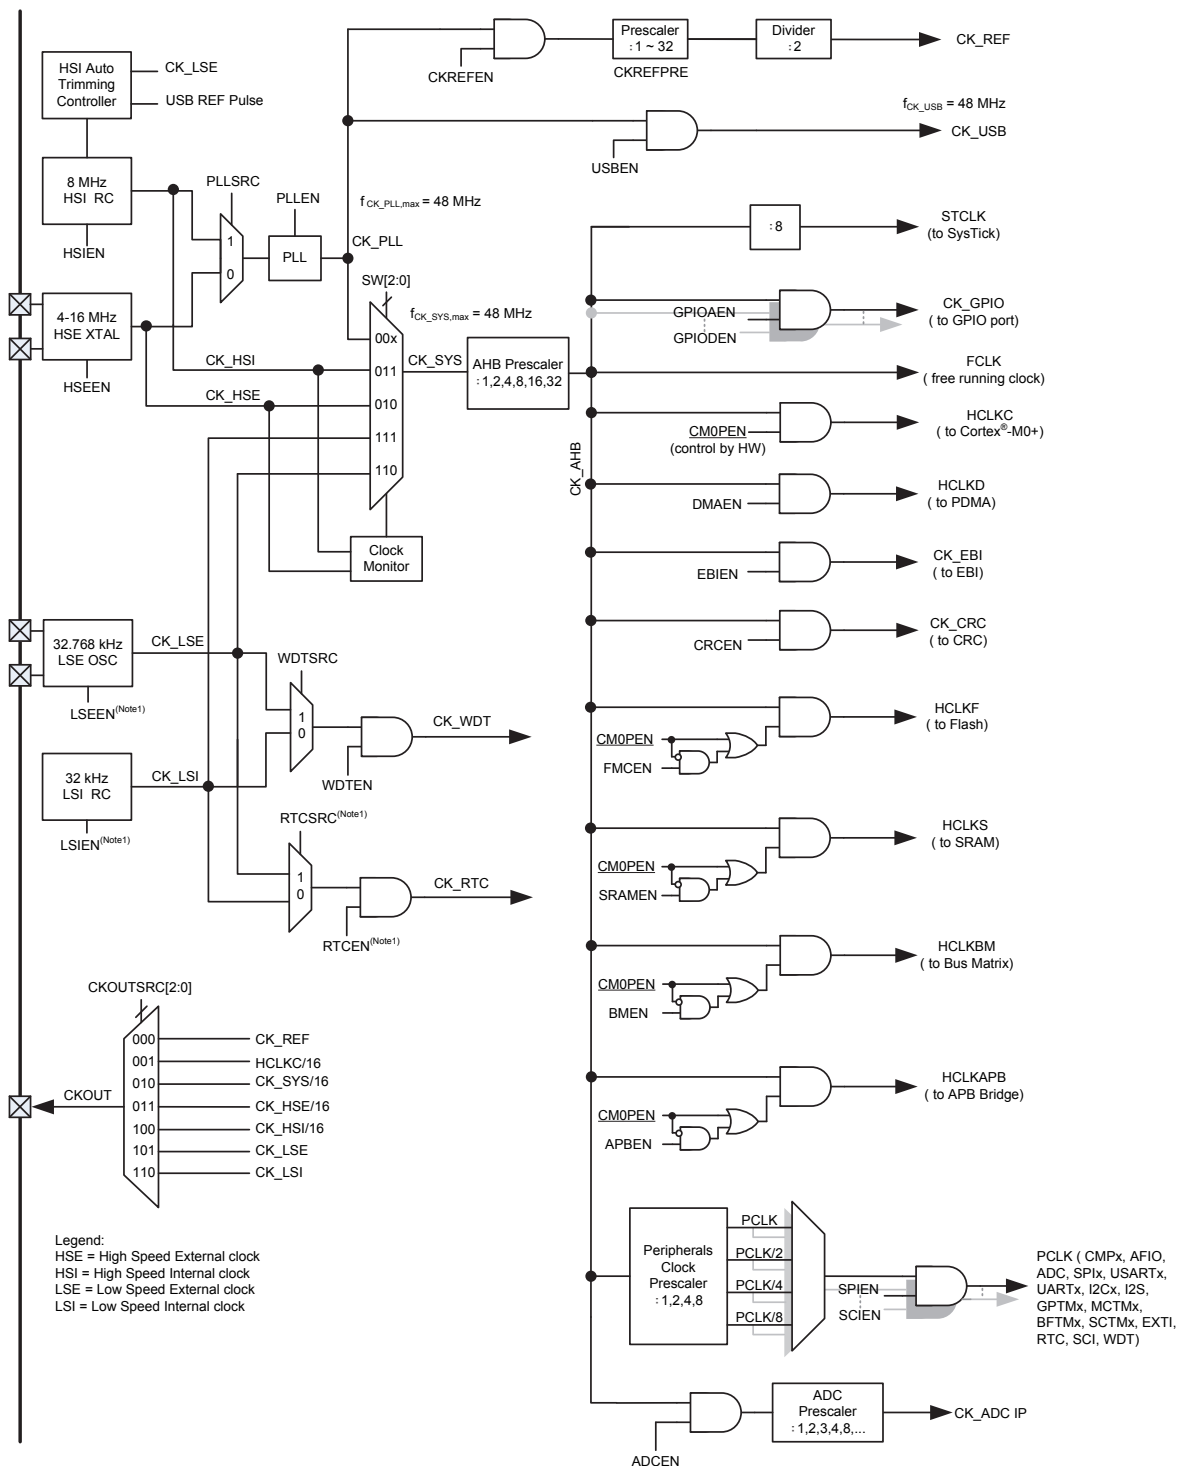 Prescaler
: 1 ~ 32
CKREFPRE
Divider
: 2
CK_REF
CKREFEN
HSI Auto
Trimming
Controller
CK_LSE
USB REF Pulse
fCK_USB = 48 MHz
CK_USB
USBEN
8 MHz
HSI RC
HSIEN
PLLSRC
1
0
PLLEN
PLL
f CK_PLL,max = 48 MHz
CK_PLL
: 8
STCLK
(to SysTick)
4-16 MHz
HSE XTAL
HSEEN
SW[2:0]
fCK_SYS,max = 48 MHz
00x
011
010
111
110
CK_HSI
CK_HSE
CK_SYS
AHB Prescaler
: 1,2,4,8,16,32
Clock
Monitor
CK_AHB
GPIOAEN
GPIODEN
CK_GPIO
( to GPIO port)
FCLK
( free running clock)
CM0PEN
(control by HW)
HCLKC
( to Cortex®-M0+)
DMAEN
HCLKD
( to PDMA)
EBIEN
CK_EBI
( to EBI)
CRCEN
CK_CRC
( to CRC)
32.768 kHz
LSE OSC
CK_LSE
LSEEN(Note1)
WDTSRC
1
0
CK_WDT
WDTEN
32 kHz
LSI RC
CK_LSI
LSIEN(Note1)
RTCSRC(Note1)
1
0
CK_RTC
RTCEN(Note1)
CM0PEN
FMCEN
HCLKF
( to Flash)
CM0PEN
SRAMEN
HCLKS
( to SRAM)
CM0PEN
BMEN
HCLKBM
( to Bus Matrix)
CM0PEN
APBEN
HCLKAPB
( to APB Bridge)
CKOUTSRC[2:0]
CKOUT
000 CK_REF
001 HCLKC/16
010 CK_SYS/16
011 CK_HSE/16
100 CK_HSI/16
101 CK_LSE
110 CK_LSI
Legend:
HSE = High Speed External clock
HSI = High Speed Internal clock
LSE = Low Speed External clock
LSI = Low Speed Internal clock
Peripherals
Clock
Prescaler
: 1,2,4,8
PCLK
PCLK/2
PCLK/4
PCLK/8
SPIEN
SCIEN
PCLK ( CMPx, AFIO,
ADC, SPIx, USARTx,
UARTx, I2Cx, I2S,
GPTMx, MCTMx,
BFTMx, SCTMx, EXTI,
RTC, SCI, WDT)
ADCEN
ADC
Prescaler
: 1,2,3,4,8,...
CK_ADC IP